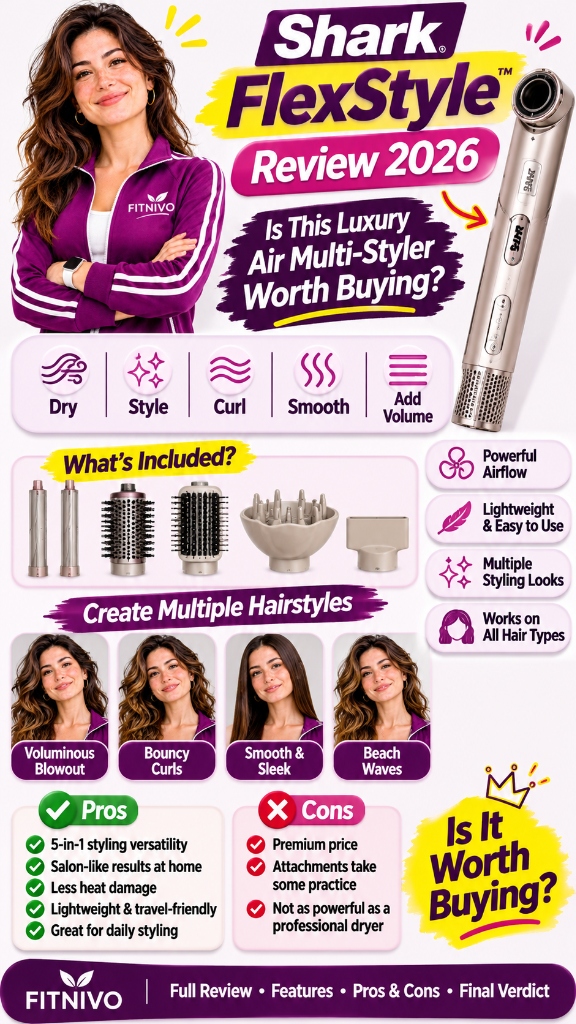 Shark®
FlexStyle™
Review 2026
Is This Luxury
Air Multi-Styler
Worth Buying?
FITNIVO
Shark
Dry
Style
Curl
Smooth
Add
Volume
What's Included?
Powerful
Airflow
Lightweight
& Easy to Use
Multiple
Styling Looks
Works on
All Hair Types
Create Multiple Hairstyles
Voluminous
Blowout
Bouncy
Curls
Smooth &
Sleek
Beach
Waves
Pros
5-in-1 styling versatility
Salon-like results at home
Less heat damage
Lightweight & travel-friendly
Great for daily styling
Cons
Premium price
Attachments take
some practice
Not as powerful as a
professional dryer
Is It
Worth
Buying?
FITNIVO
Full Review • Features • Pros & Cons • Final Verdict